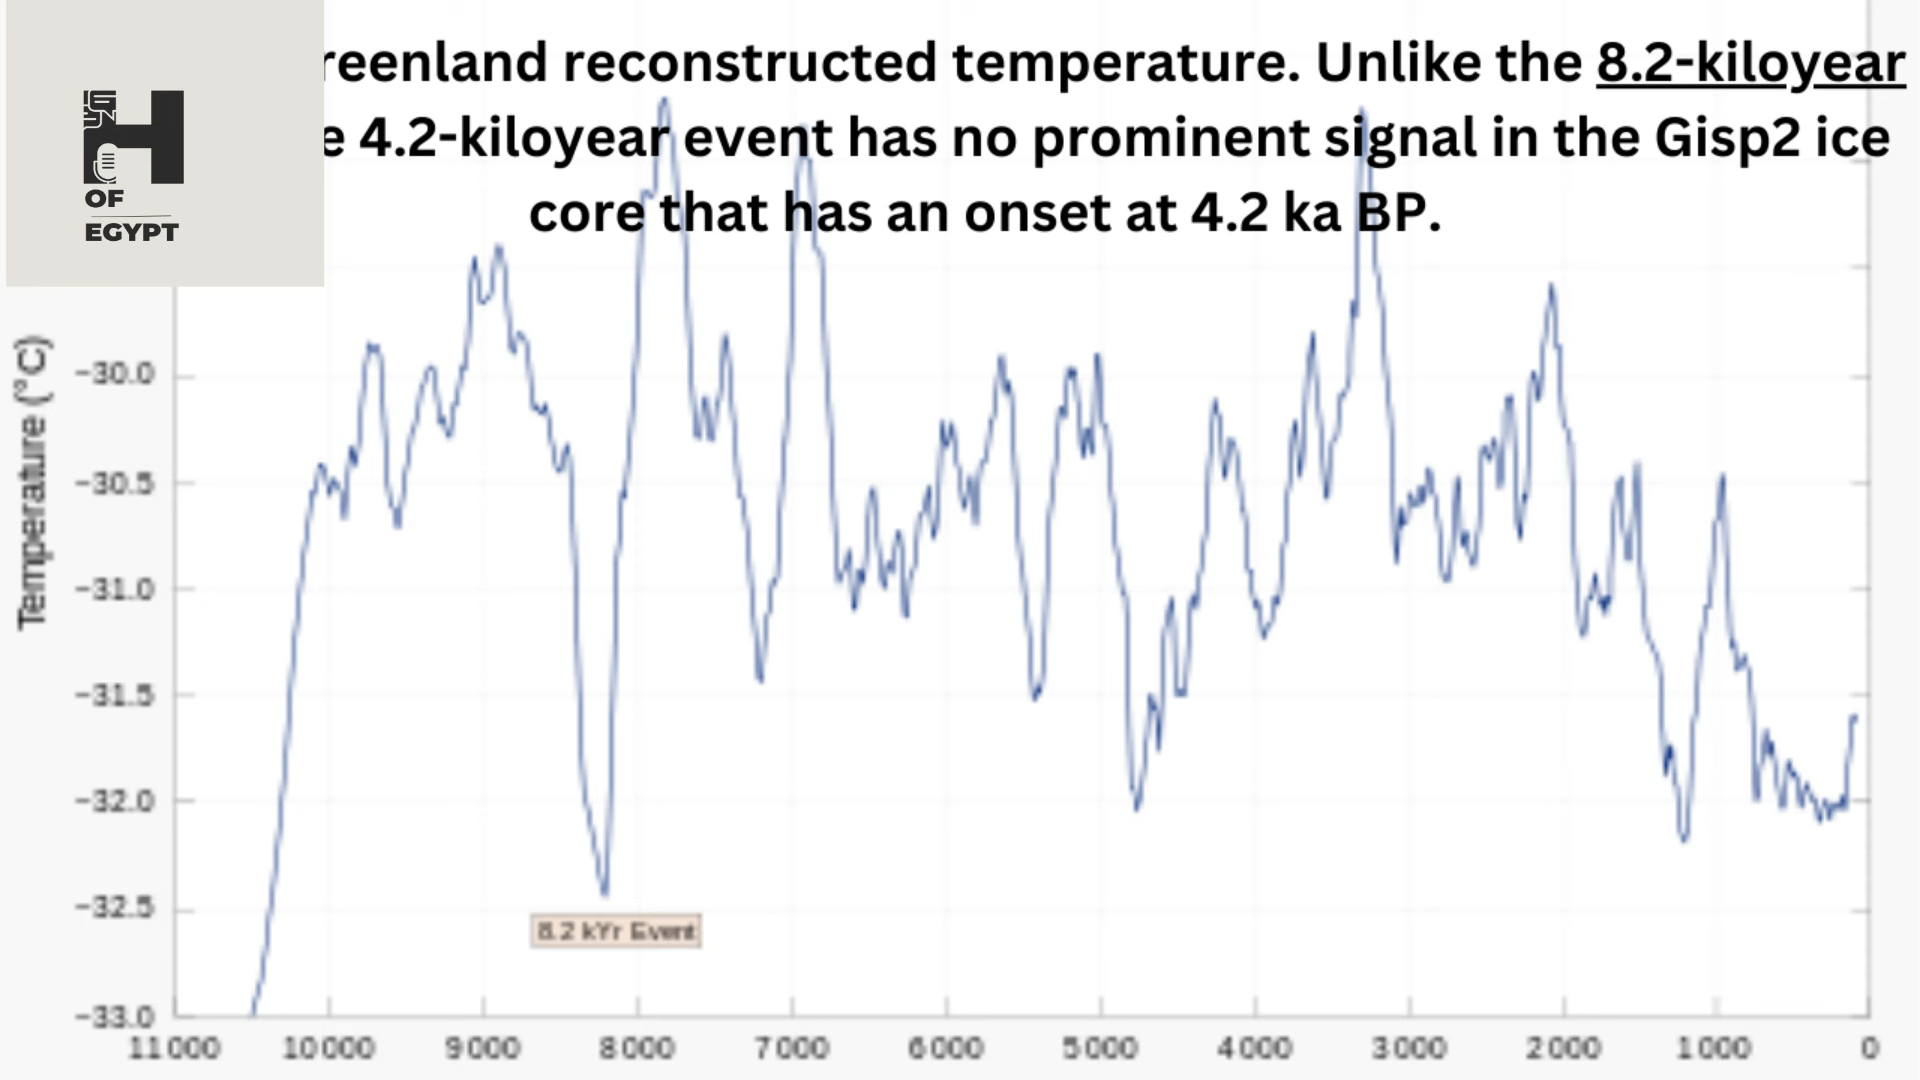 reenland reconstructed temperature. Unlike the 8.2-kiloyear
e 4.2-kiloyear event has no prominent signal in the Gisp2 ice
core that has an onset at 4.2 ka BP.
H
OF
EGYPT
Temperature (°C)
−30.0
−30.5
−31.0
−31.5
−32.0
−32.5
−33.0
8.2 kYr Event
11000 10000 9000 8000 7000 6000 5000 4000 3000 2000 1000 0